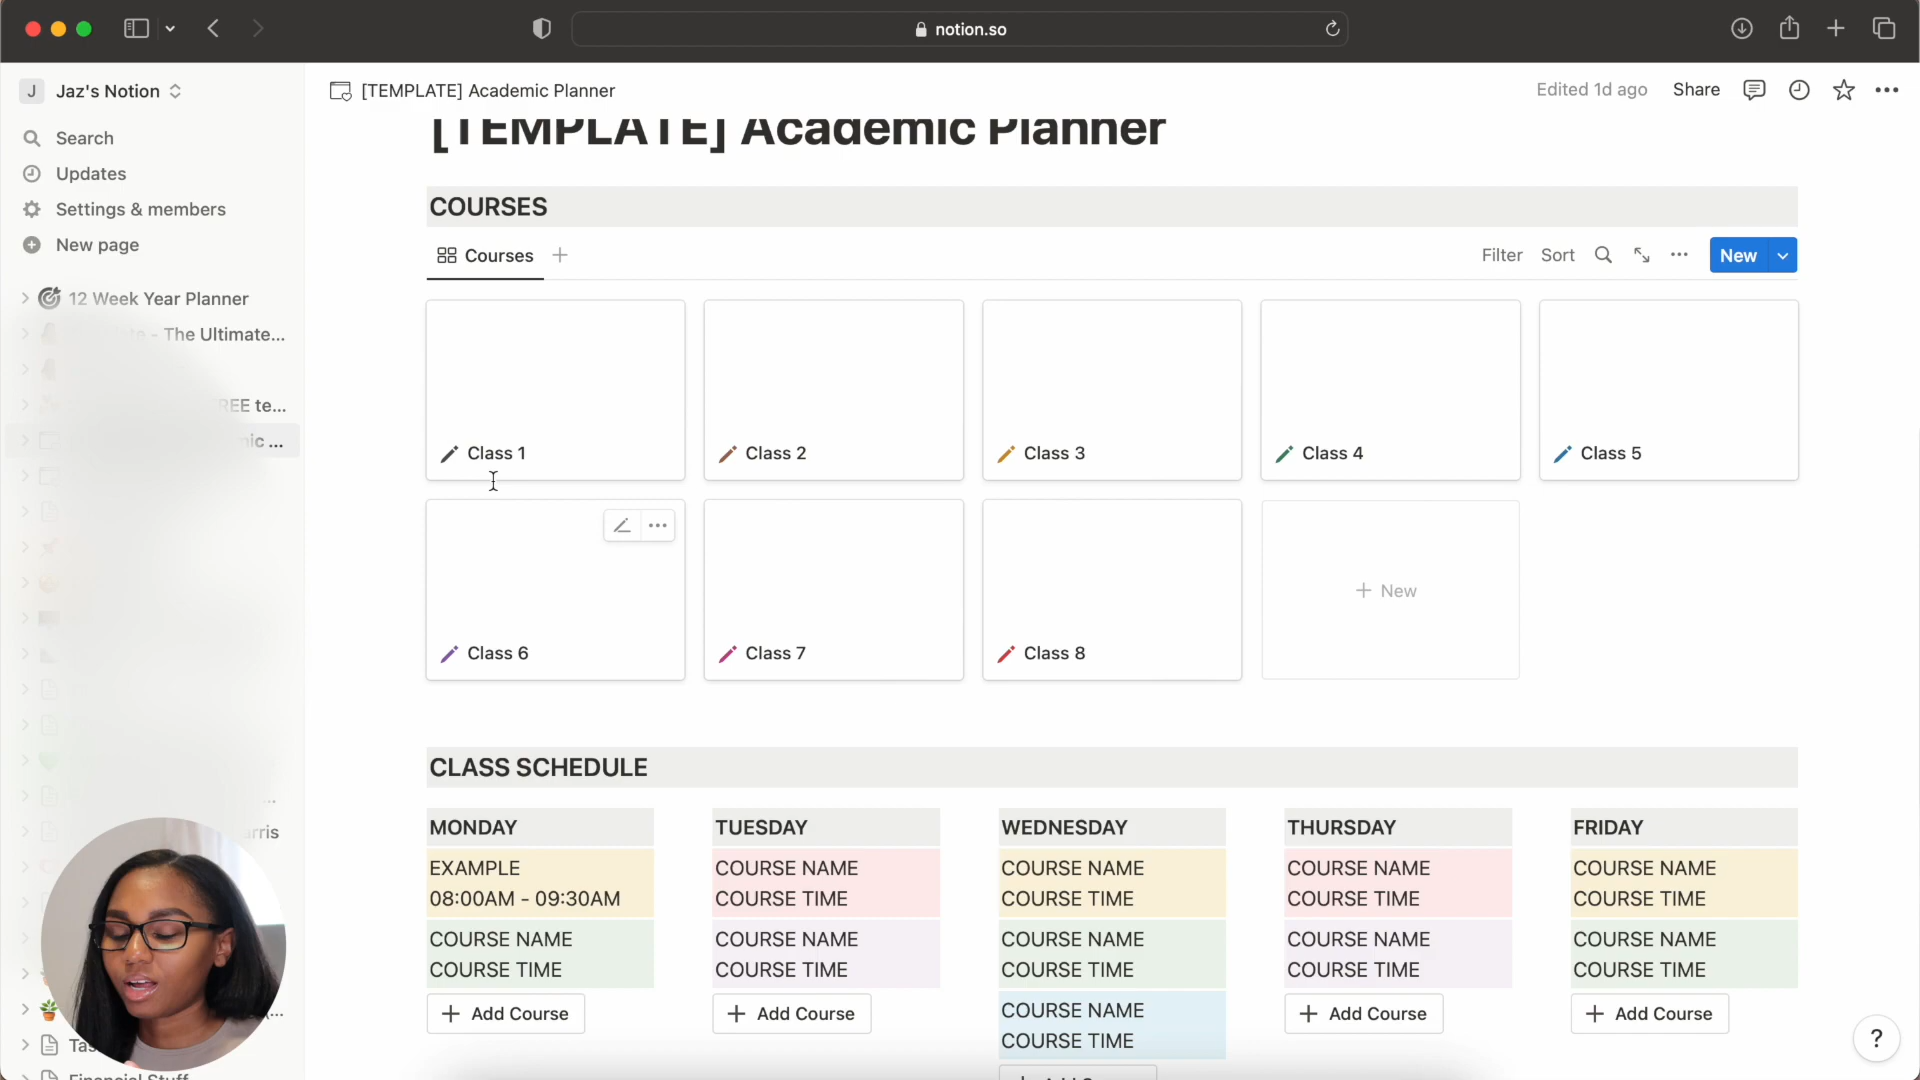 notion.so
J Jaz's Notion
[TEMPLATE] Academic Planner
Edited 1d ago Share
Search
Updates
Settings & members
New page
12 Week Year Planner
- The Ultimate...
REE te...
ic ...
...
arris
(...
Financial Stuff
[TEMPLATE] Academic Planner
COURSES
Courses
Filter Sort New
Class 1 Class 2 Class 3 Class 4 Class 5
Class 6 Class 7 Class 8 + New
CLASS SCHEDULE
MONDAY
EXAMPLE
08:00AM - 09:30AM
COURSE NAME
COURSE TIME
+ Add Course
TUESDAY
COURSE NAME
COURSE TIME
COURSE NAME
COURSE TIME
+ Add Course
WEDNESDAY
COURSE NAME
COURSE TIME
COURSE NAME
COURSE TIME
COURSE NAME
COURSE TIME
THURSDAY
COURSE NAME
COURSE TIME
COURSE NAME
COURSE TIME
+ Add Course
FRIDAY
COURSE NAME
COURSE TIME
COURSE NAME
COURSE TIME
+ Add Course
?